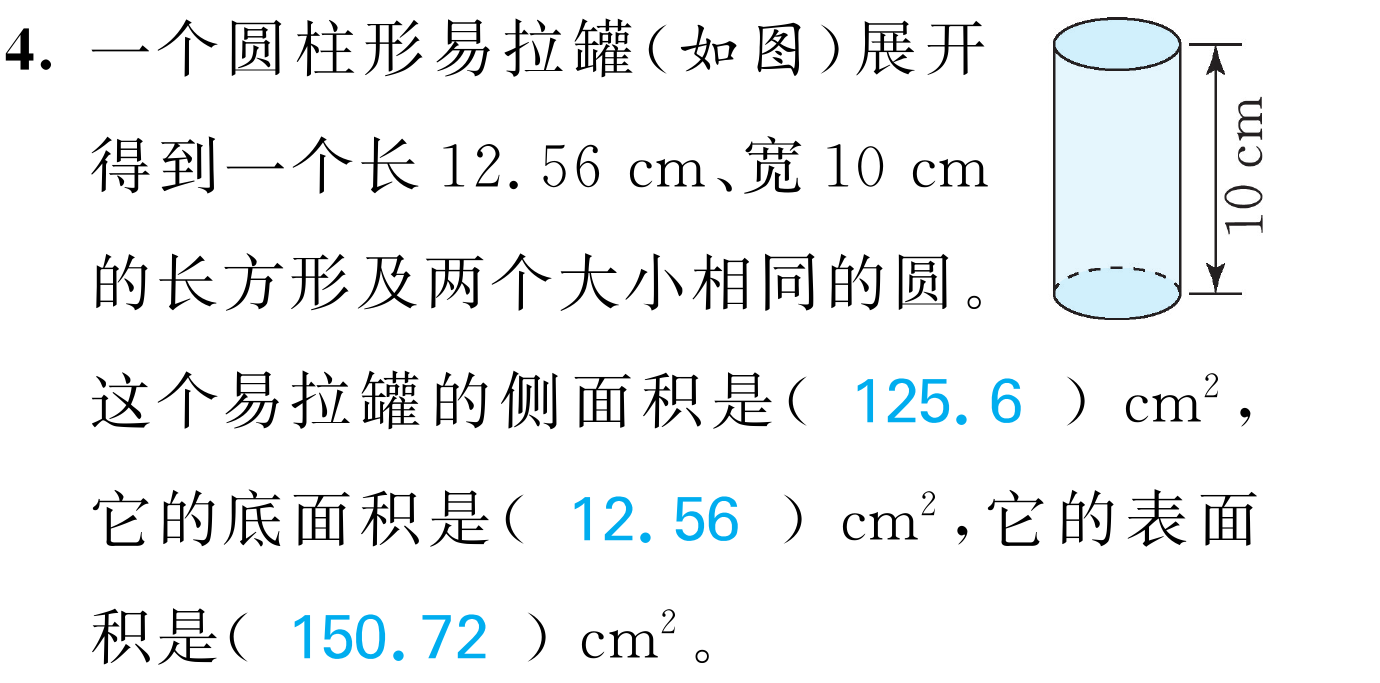 4. 一个圆柱形易拉罐(如图)展开
得到一个长 12.56 cm、宽 10 cm
的长方形及两个大小相同的圆。
10 cm
这个易拉罐的侧面积是( 125.6 ) cm²,
它的底面积是( 12.56 ) cm²,它的表面
积是( 150.72 ) cm²。